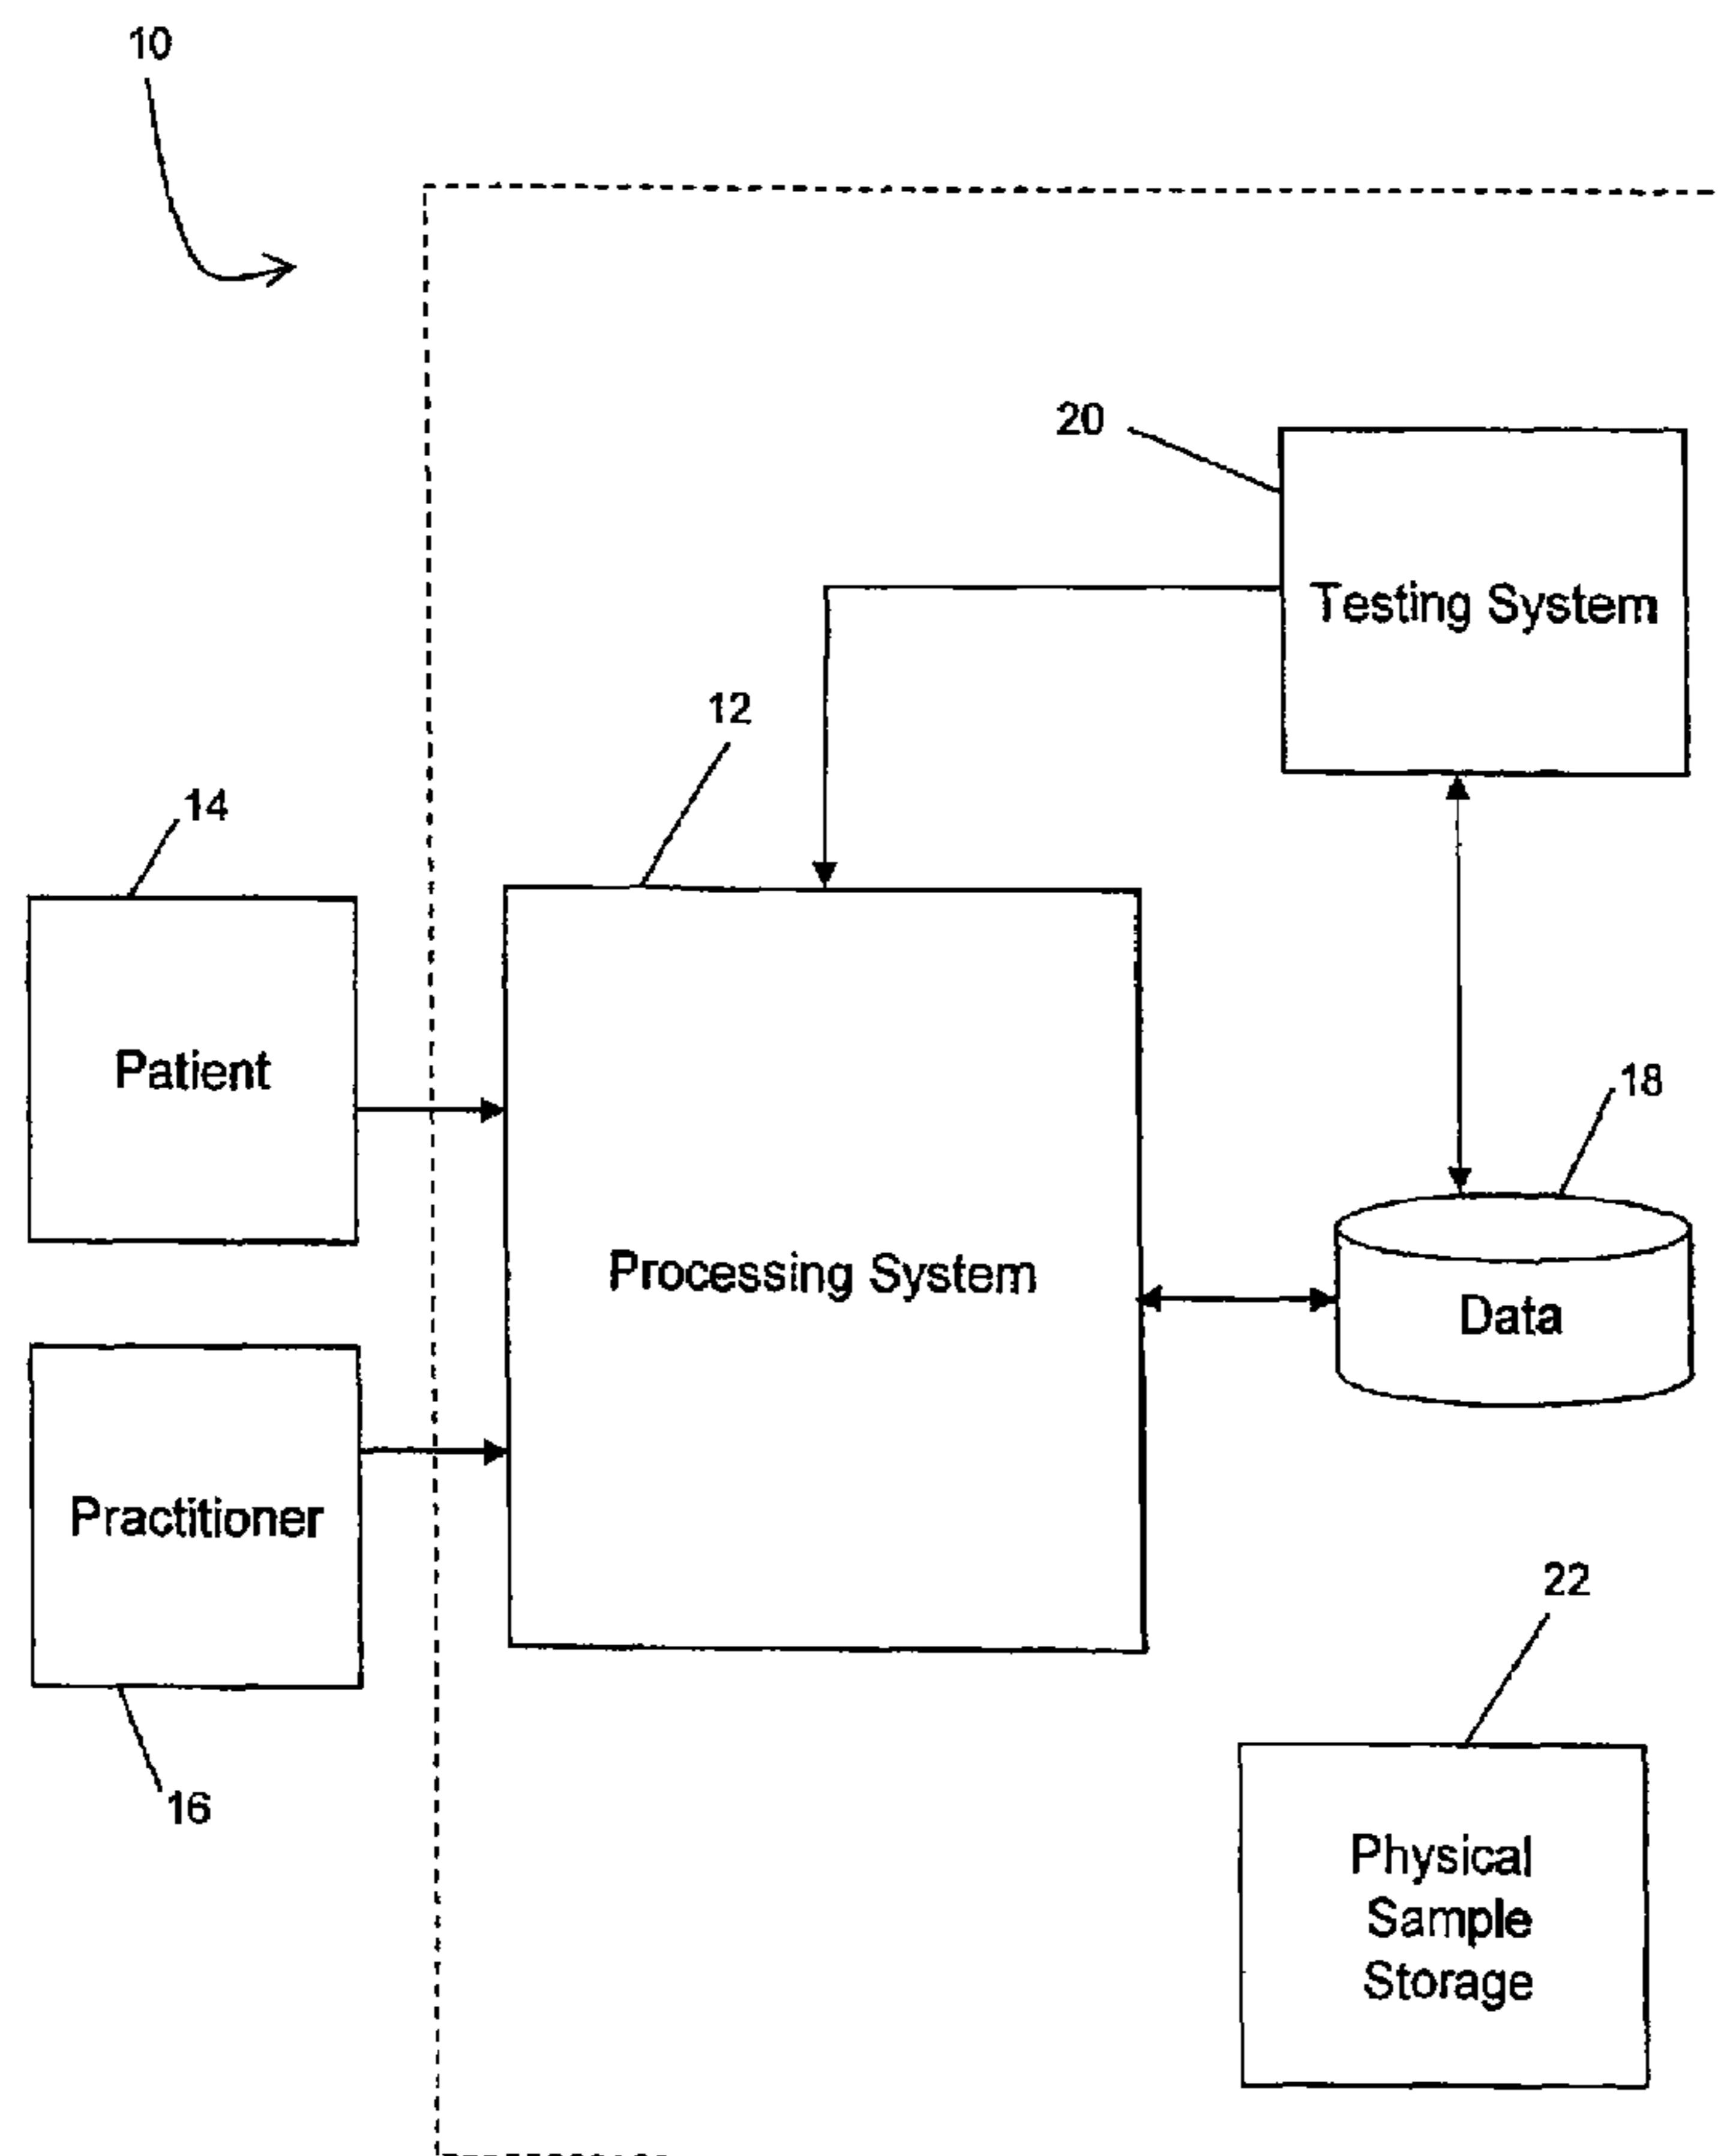 10
20
Testing System
12
14
Patient
18
Processing System
Data
Practitioner
22
16
Physical
Sample
Storage